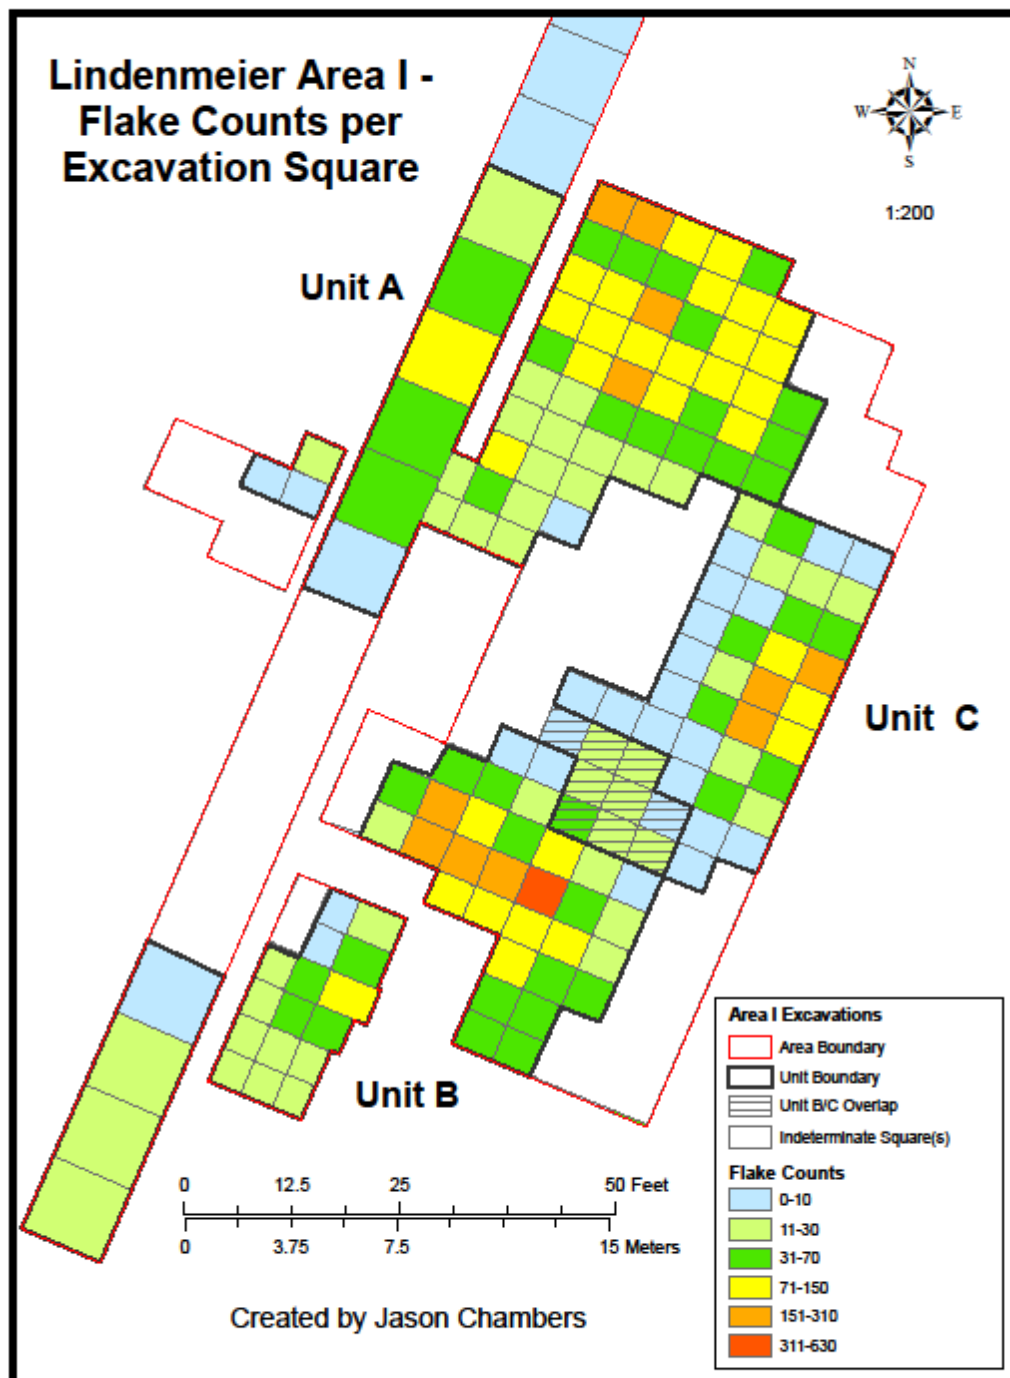 Lindenmeier Area I -
Flake Counts per
Excavation Square
N
W E
S
1:200
Unit A
Unit C
Unit B
Area I Excavations
Area Boundary
Unit Boundary
Unit B/C Overlap
Indeterminate Square(s)
Flake Counts
0-10
11-30
31-70
71-150
151-310
311-630
0 12.5 25 50 Feet
0 3.75 7.5 15 Meters
Created by Jason Chambers